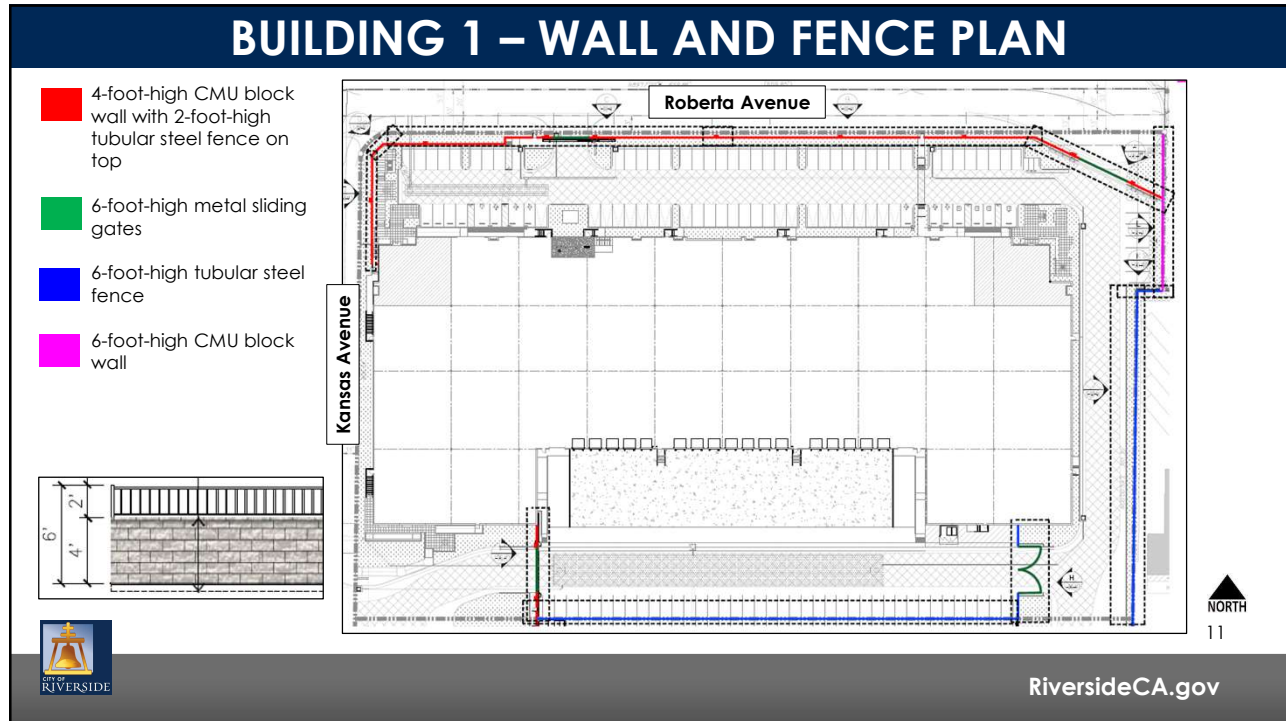 BUILDING 1 – WALL AND FENCE PLAN
4-foot-high CMU block
wall with 2-foot-high
tubular steel fence on
top
6-foot-high metal sliding
gates
6-foot-high tubular steel
fence
6-foot-high CMU block
wall
Roberta Avenue
Kansas Avenue
6'
2'
4'
H
NORTH
11
CITY OF
RIVERSIDE
RiversideCA.gov